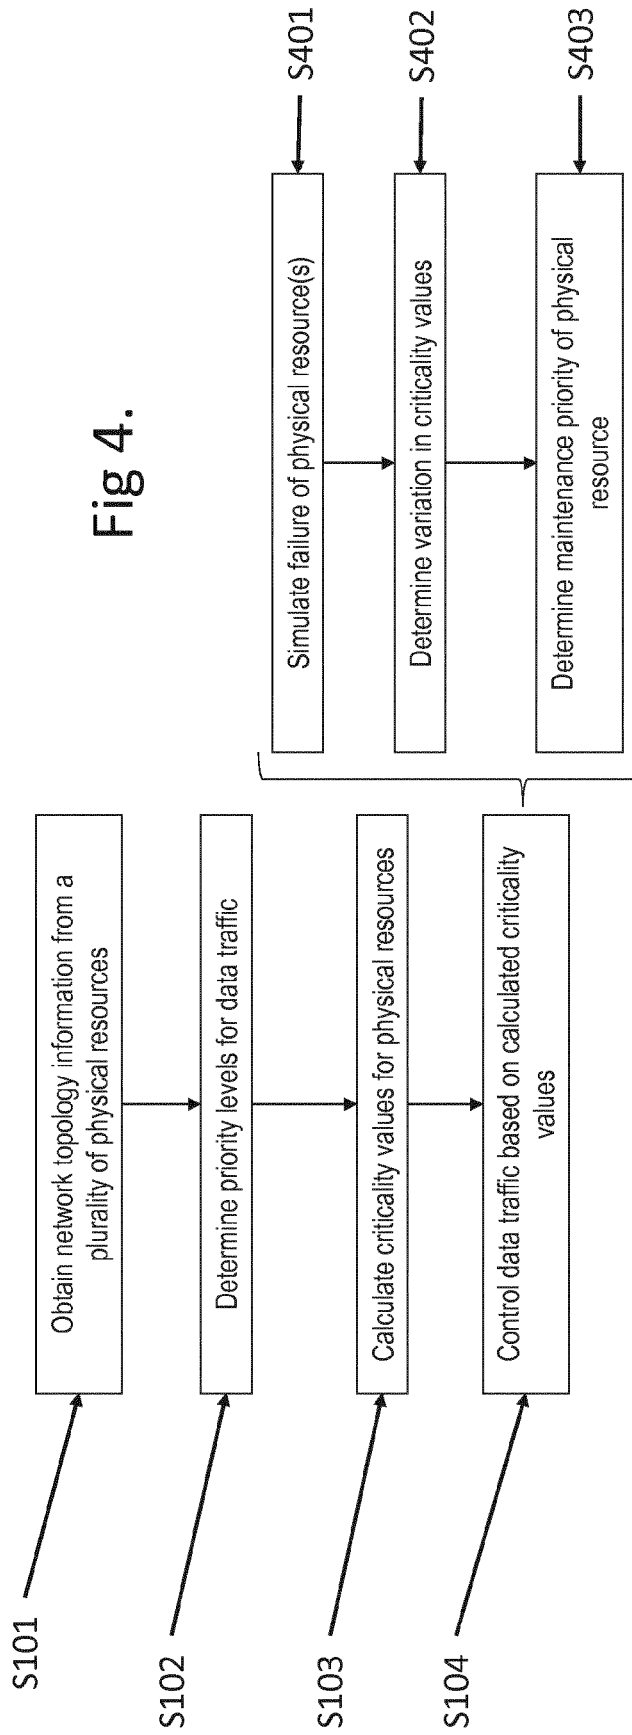 Fig 4.
S101
Obtain network topology information from a
plurality of physical resources
S102
Determine priority levels for data traffic
S103
Calculate criticality values for physical resources
S104
Control data traffic based on calculated criticality
values
Simulate failure of physical resource(s)
S401
Determine variation in criticality values
S402
Determine maintenance priority of physical
resource
S403